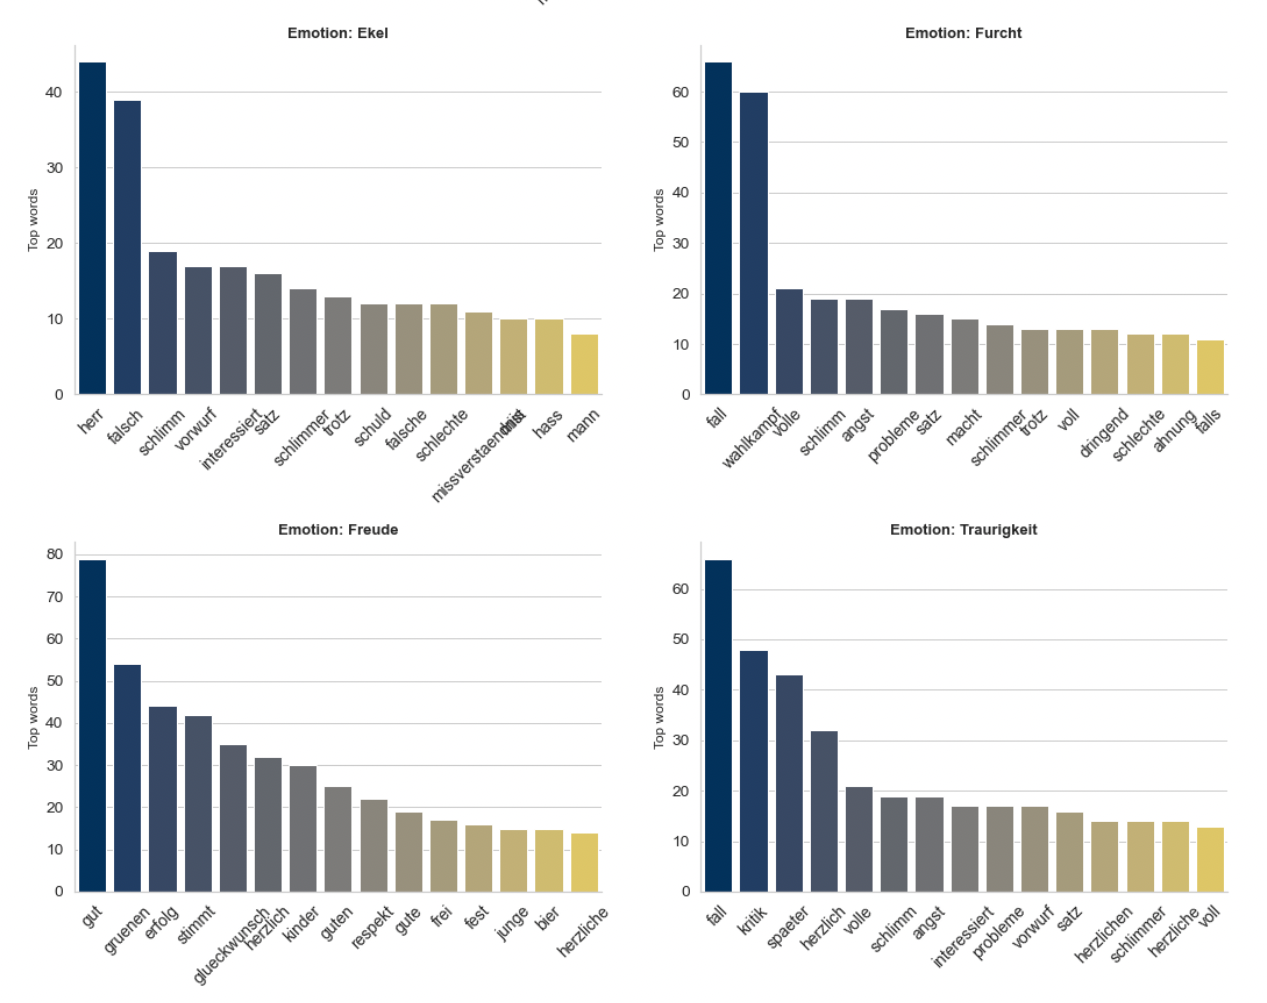 Emotion: Ekel
Top words
40
30
20
10
0
herr
falsch
schlimm
vorwurf
interessiert
satz
schlimmer
trotz
schuld
falsche
schlechte
missverstaendnis
hass
mann
Emotion: Furcht
Top words
60
50
40
30
20
10
0
fall
wahlkampf
volle
schlimm
angst
probleme
satz
macht
schlimmer
trotz
voll
dringend
schlechte
ahnung
falls
Emotion: Freude
Top words
80
70
60
50
40
30
20
10
0
gut
gruenen
erfolg
stimmt
glueckwunsch
herzlich
kinder
guten
respekt
gute
frei
fest
junge
bier
herzliche
Emotion: Traurigkeit
Top words
60
50
40
30
20
10
0
fall
kritik
spaeter
herzlich
volle
schlimm
angst
interessiert
probleme
vorwurf
satz
herzlichen
schlimmer
herzliche
voll